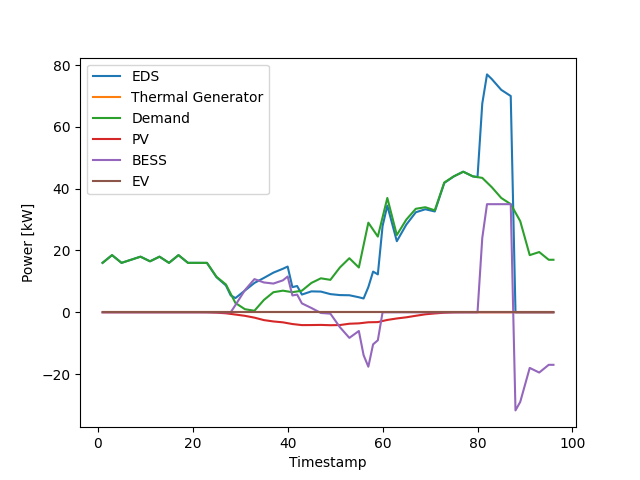 EDS
Thermal Generator
Demand
PV
BESS
EV
80
60
40
20
0
−20
0 20 40 60 80 100
Power [kW]
Timestamp